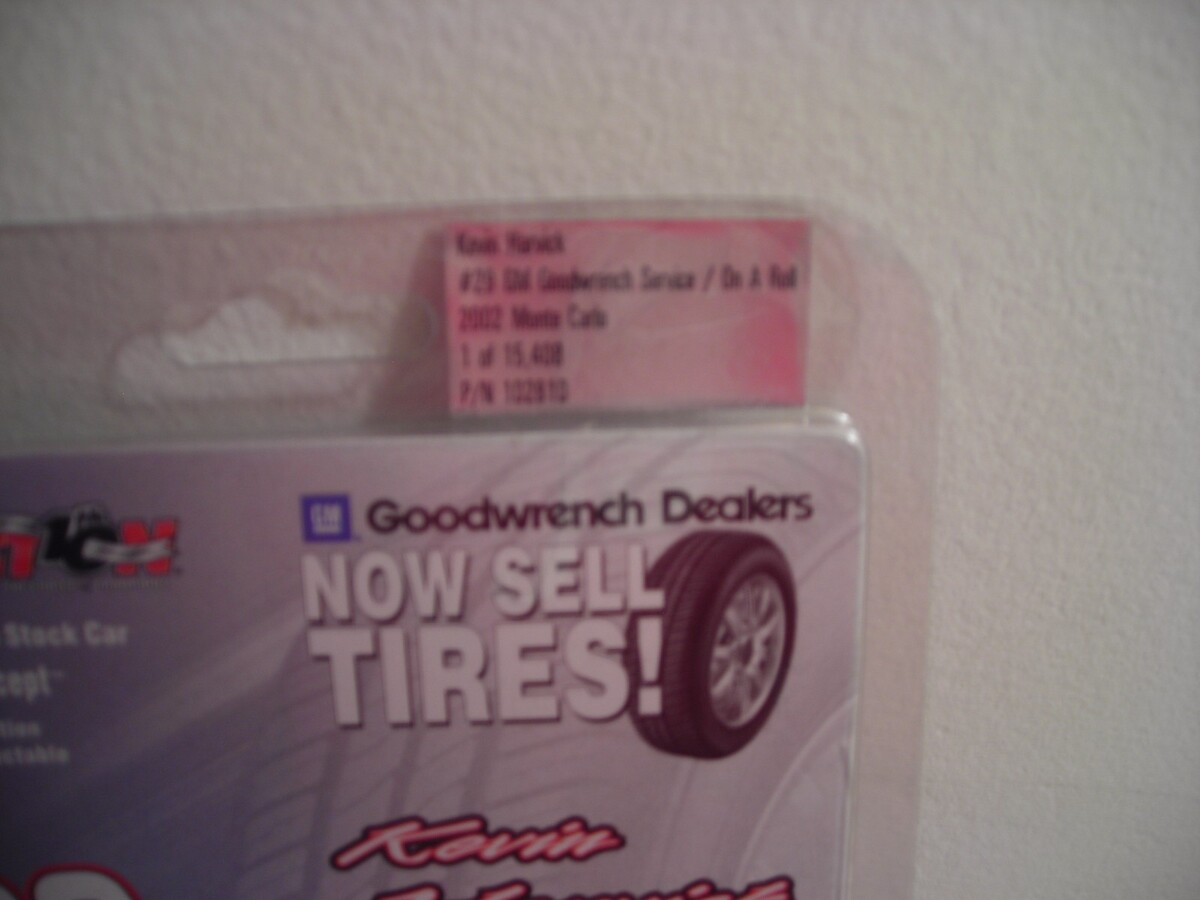 Kevin Harvick
#29 GM Goodwrench Service / On A Roll
2002 Monte Carlo
1 of 15,408
P/N 102810
GM Goodwrench Dealers
NOW SELL
TIRES!
Stock Car
Kevin